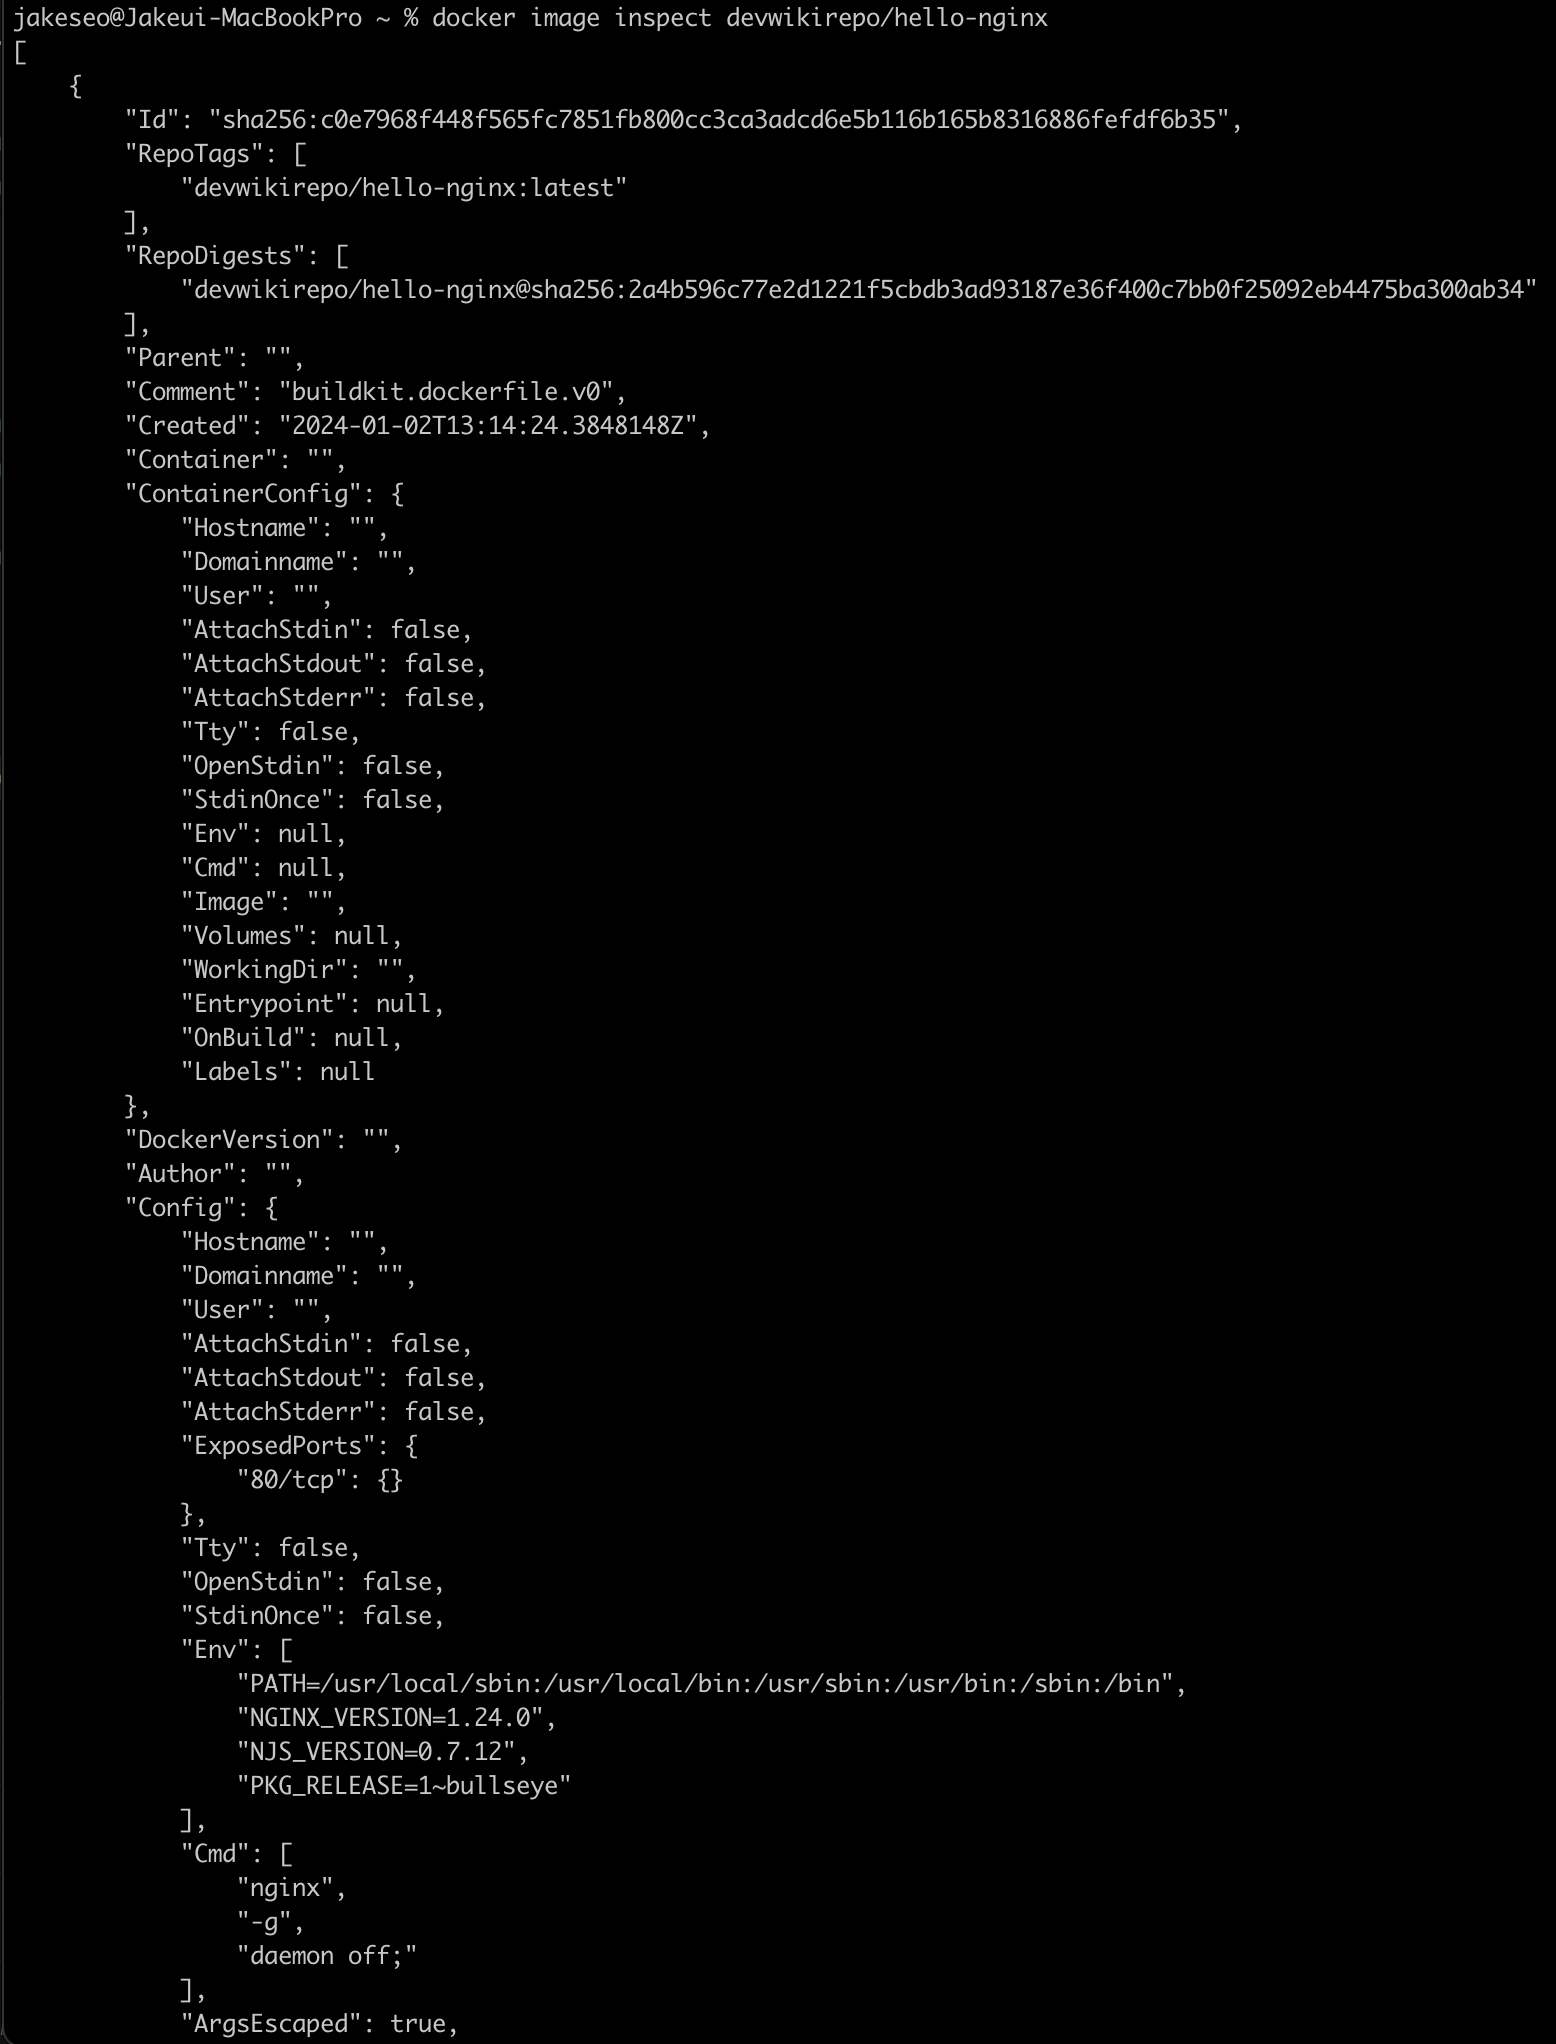 jakeseo@Jakeui-MacBookPro ~ % docker image inspect devwikirepo/hello-nginx
[
    {
        "Id": "sha256:c0e7968f448f565fc7851fb800cc3ca3adcd6e5b116b165b8316886fefdf6b35",
        "RepoTags": [
            "devwikirepo/hello-nginx:latest"
        ],
        "RepoDigests": [
            "devwikirepo/hello-nginx@sha256:2a4b596c77e2d1221f5cbdb3ad93187e36f400c7bb0f25092eb4475ba300ab34"
        ],
        "Parent": "",
        "Comment": "buildkit.dockerfile.v0",
        "Created": "2024-01-02T13:14:24.3848148Z",
        "Container": "",
        "ContainerConfig": {
            "Hostname": "",
            "Domainname": "",
            "User": "",
            "AttachStdin": false,
            "AttachStdout": false,
            "AttachStderr": false,
            "Tty": false,
            "OpenStdin": false,
            "StdinOnce": false,
            "Env": null,
            "Cmd": null,
            "Image": "",
            "Volumes": null,
            "WorkingDir": "",
            "Entrypoint": null,
            "OnBuild": null,
            "Labels": null
        },
        "DockerVersion": "",
        "Author": "",
        "Config": {
            "Hostname": "",
            "Domainname": "",
            "User": "",
            "AttachStdin": false,
            "AttachStdout": false,
            "AttachStderr": false,
            "ExposedPorts": {
                "80/tcp": {}
            },
            "Tty": false,
            "OpenStdin": false,
            "StdinOnce": false,
            "Env": [
                "PATH=/usr/local/sbin:/usr/local/bin:/usr/sbin:/usr/bin:/sbin:/bin",
                "NGINX_VERSION=1.24.0",
                "NJS_VERSION=0.7.12",
                "PKG_RELEASE=1~bullseye"
            ],
            "Cmd": [
                "nginx",
                "-g",
                "daemon off;"
            ],
            "ArgsEscaped": true,